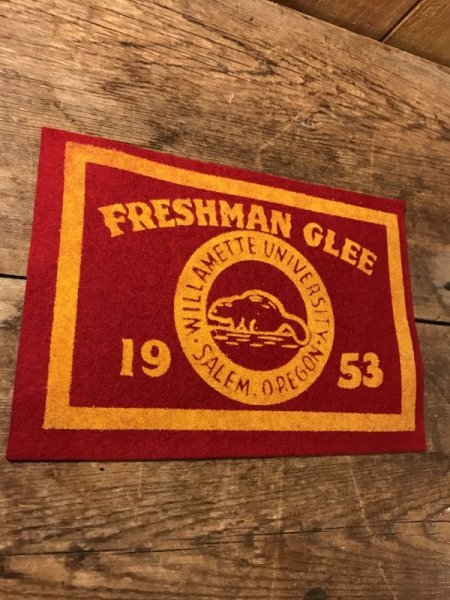 FRESHMAN GLEE
WILLAMETTE UNIVERSITY
19 53
· SALEM, OREGON ·